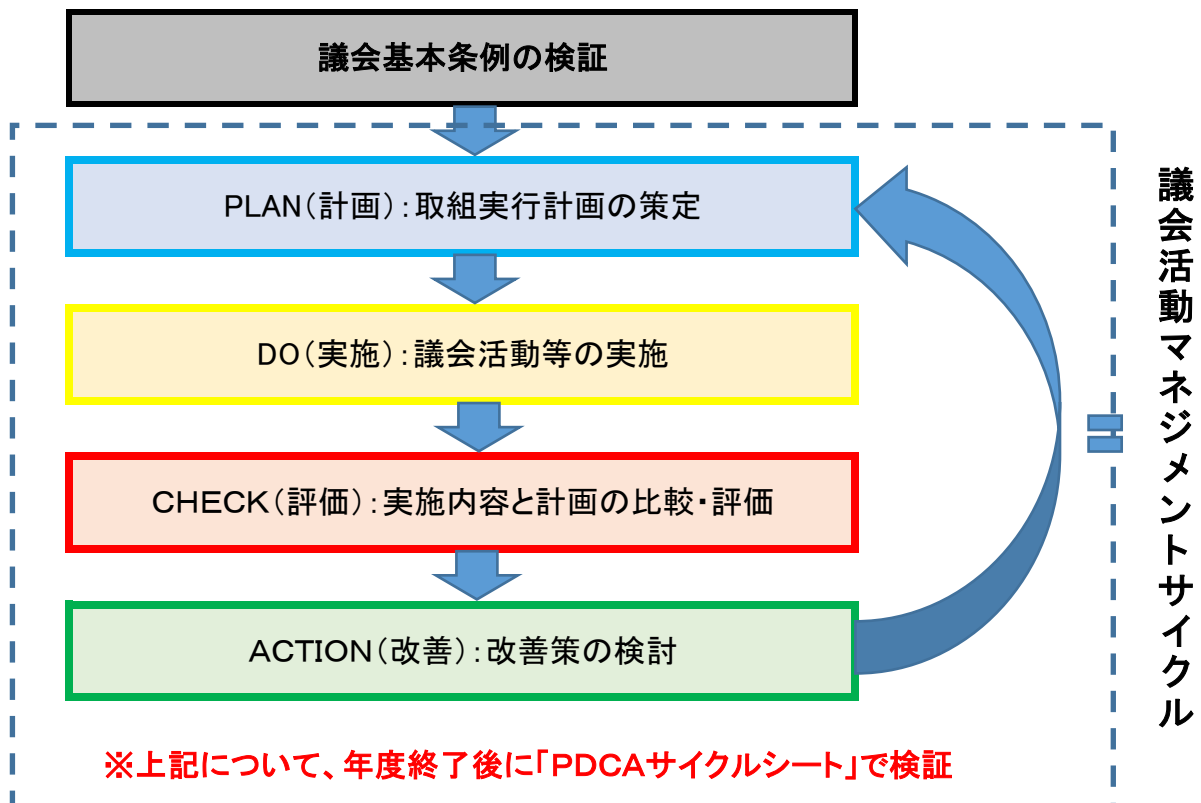 議会基本条例の検証
PLAN(計画):取組実行計画の策定
DO(実施):議会活動等の実施
CHECK(評価):実施内容と計画の比較・評価
ACTION(改善):改善策の検討
※上記について、年度終了後に「PDCAサイクルシート」で検証
議会活動マネジメントサイクル